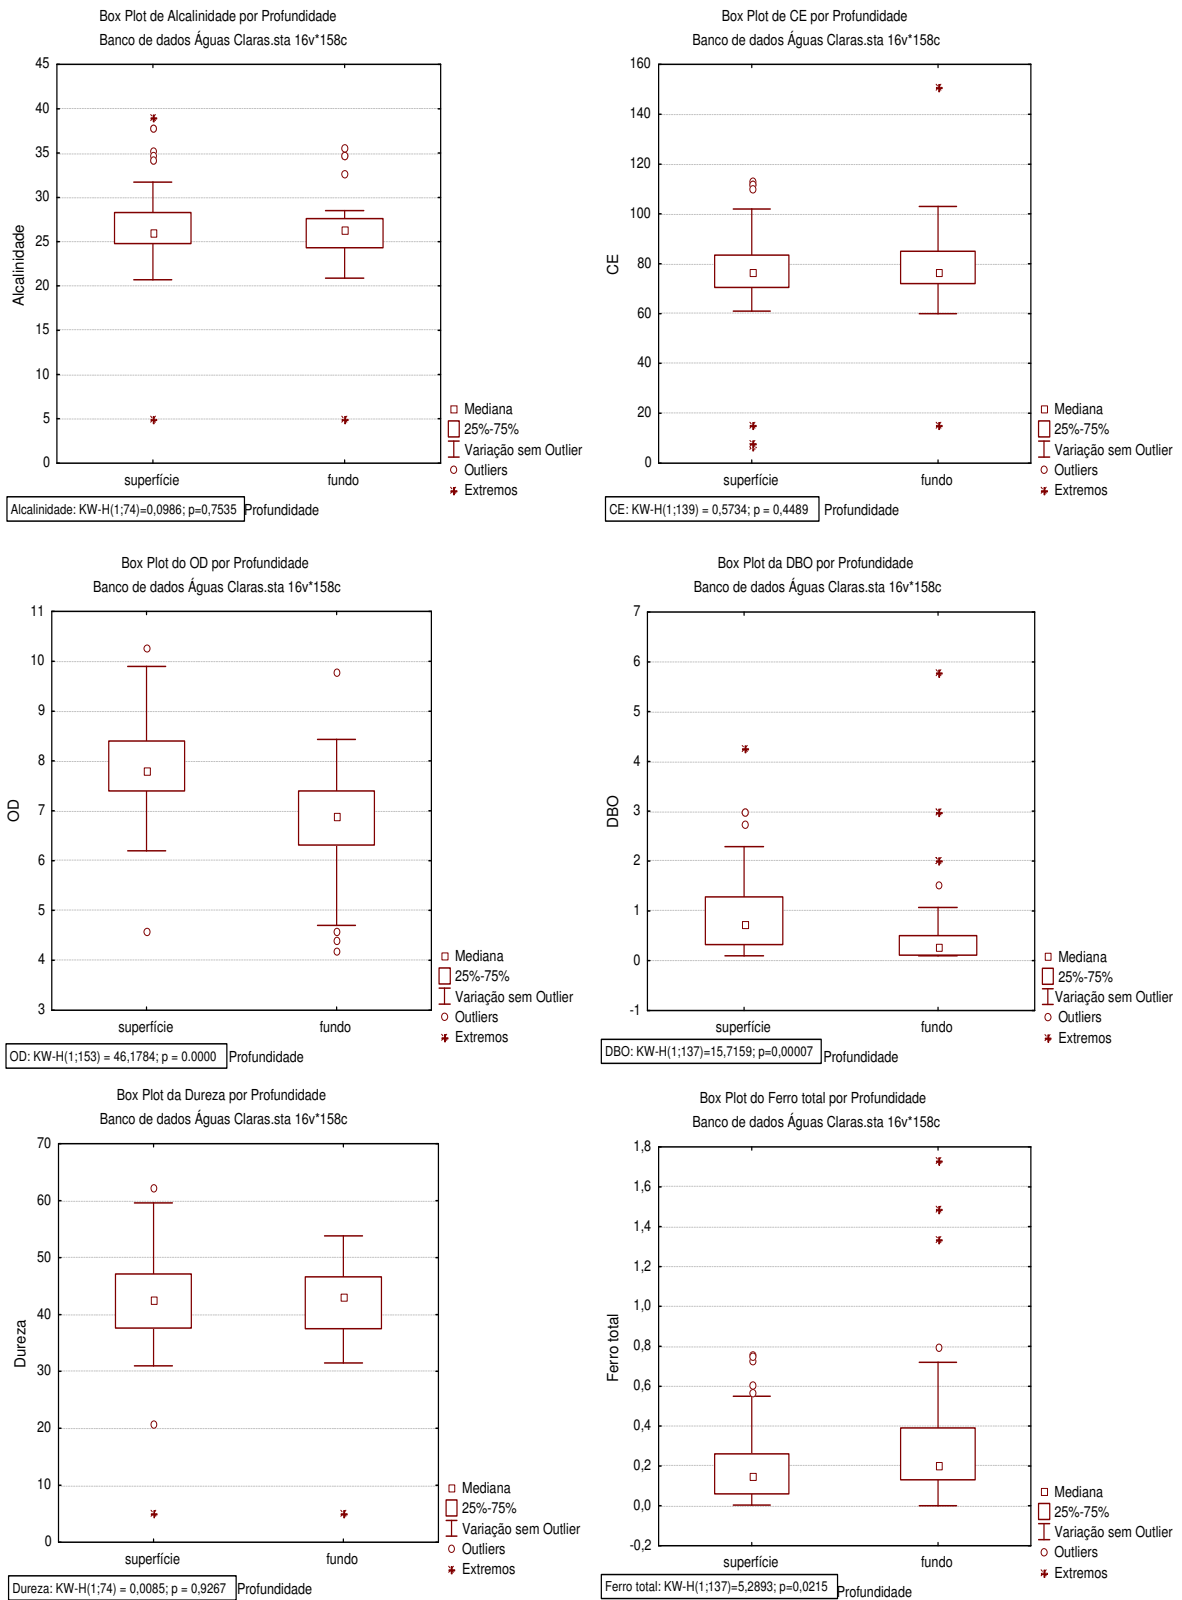 Box Plot de Alcalinidade por Profundidade
Banco de dados Águas Claras.sta 16v*158c
45
40
35
30
25
20
15
10
5
0
Alcalinidade
superfície fundo
Mediana
25%-75%
Variação sem Outlier
Outliers
Extremos
Alcalinidade: KW-H(1;74)=0,0986; p=0,7535
Profundidade
Box Plot de CE por Profundidade
Banco de dados Águas Claras.sta 16v*158c
160
140
120
100
80
60
40
20
0
CE
superfície fundo
Mediana
25%-75%
Variação sem Outlier
Outliers
Extremos
CE: KW-H(1;139) = 0,5734; p = 0,4489
Profundidade
Box Plot do OD por Profundidade
Banco de dados Águas Claras.sta 16v*158c
11
10
9
8
7
6
5
4
3
OD
superfície fundo
Mediana
25%-75%
Variação sem Outlier
Outliers
Extremos
OD: KW-H(1;153) = 46,1784; p = 0.0000
Profundidade
Box Plot da DBO por Profundidade
Banco de dados Águas Claras.sta 16v*158c
7
6
5
4
3
2
1
0
-1
DBO
superfície fundo
Mediana
25%-75%
Variação sem Outlier
Outliers
Extremos
DBO: KW-H(1;137)=15,7159; p=0,00007
Profundidade
Box Plot da Dureza por Profundidade
Banco de dados Águas Claras.sta 16v*158c
70
60
50
40
30
20
10
0
Dureza
superfície fundo
Mediana
25%-75%
Variação sem Outlier
Outliers
Extremos
Dureza: KW-H(1;74) = 0,0085; p = 0,9267
Profundidade
Box Plot do Ferro total por Profundidade
Banco de dados Águas Claras.sta 16v*158c
1,8
1,6
1,4
1,2
1,0
0,8
0,6
0,4
0,2
0,0
-0,2
Ferro total
superfície fundo
Mediana
25%-75%
Variação sem Outlier
Outliers
Extremos
Ferro total: KW-H(1;137)=5,2893; p=0,0215
Profundidade